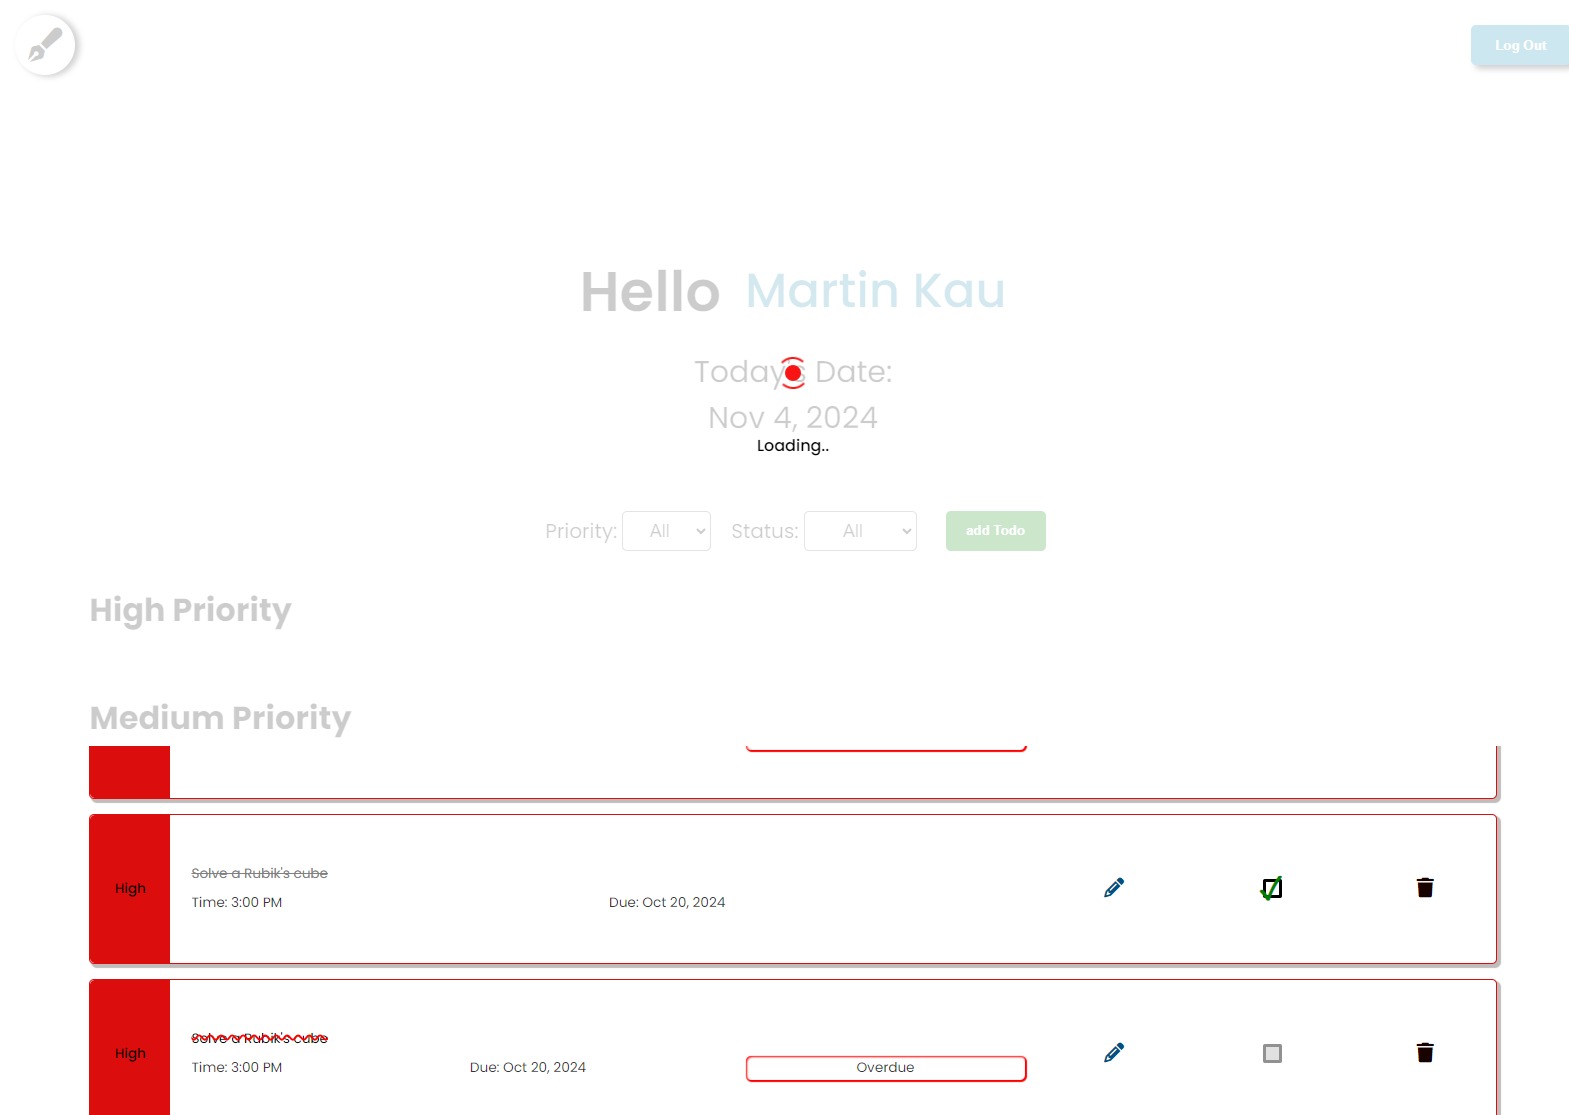 Log Out
Hello Martin Kau
Today's Date:
Nov 4, 2024
Loading..
Priority: All Status: All add Todo
High Priority
Medium Priority
High
Solve a Rubik's cube
Time: 3:00 PM Due: Oct 20, 2024
High
Solve a Rubik's cube
Time: 3:00 PM Due: Oct 20, 2024 Overdue